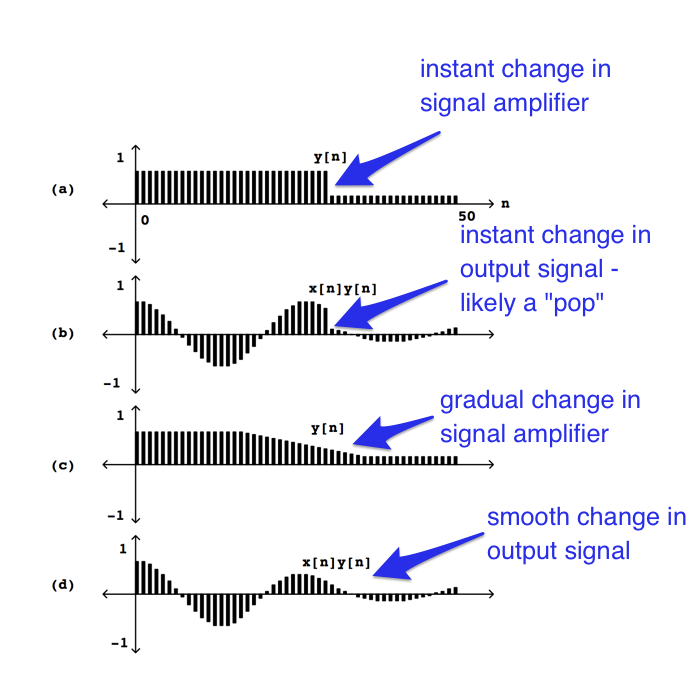 instant change in
signal amplifier
1
y[n]
(a)
n
0
50
-1
instant change in
output signal -
likely a "pop"
1
x[n]y[n]
(b)
-1
gradual change in
signal amplifier
1
y[n]
(c)
-1
smooth change in
output signal
1
x[n]y[n]
(d)
-1